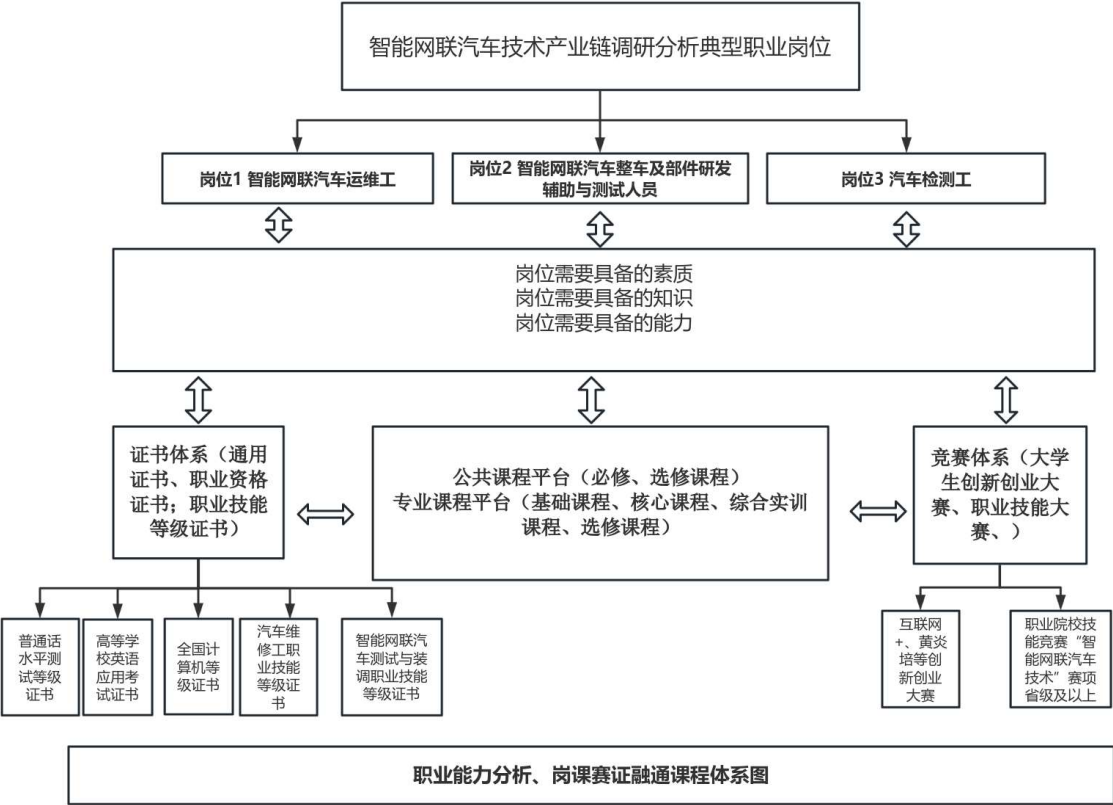 智能网联汽车技术产业链调研分析典型职业岗位
岗位1 智能网联汽车运维工
岗位2 智能网联汽车整车及部件研发
辅助与测试人员
岗位3 汽车检测工
岗位需要具备的素质
岗位需要具备的知识
岗位需要具备的能力
证书体系（通用
证书、职业资格
证书；职业技能
等级证书）
公共课程平台（必修、选修课程）
专业课程平台（基础课程、核心课程、综合实训
课程、选修课程）
竞赛体系（大学
生创新创业大
赛、职业技能大
赛、）
普通话
水平测
试等级
证书
高等学
校英语
应用考
试证书
全国计
算机等
级证书
汽车维
修工职
业技能
等级证
书
智能网联汽
车测试与装
调职业技能
等级证书
互联网
+、黄炎
培等创
新创业
大赛
职业院校技
能竞赛“智
能网联汽车
技术”赛项
省级及以上
职业能力分析、岗课赛证融通课程体系图